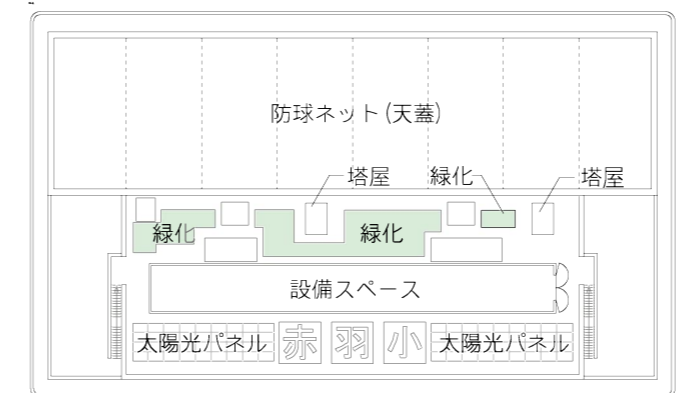 防球ネット(天蓋)
塔屋
緑化
塔屋
緑化
緑化
設備スペース
太陽光パネル
赤羽小
太陽光パネル